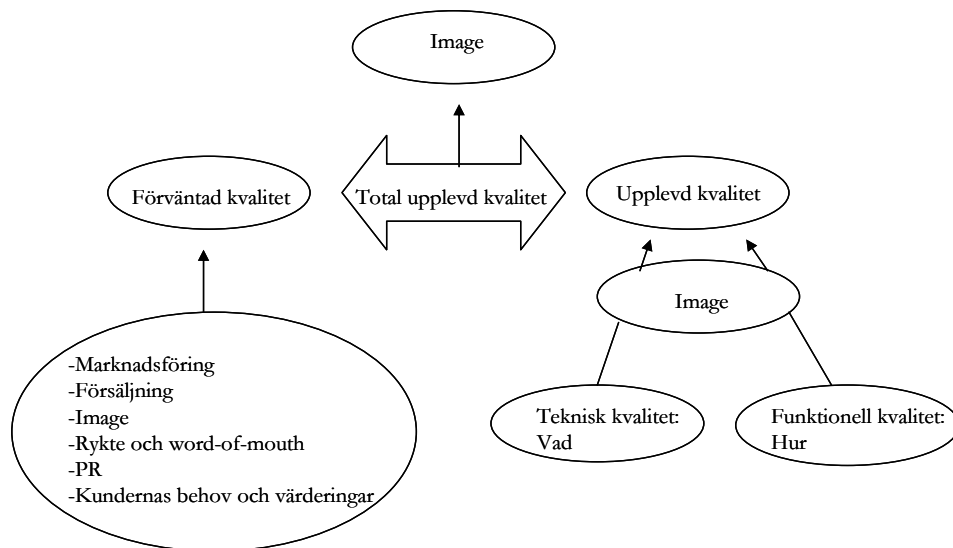 Image
Förväntad kvalitet
Total upplevd kvalitet
Upplevd kvalitet
Image
-Marknadsföring
-Försäljning
-Image
-Rykte och word-of-mouth
-PR
-Kundernas behov och värderingar
Teknisk kvalitet:
Vad
Funktionell kvalitet:
Hur